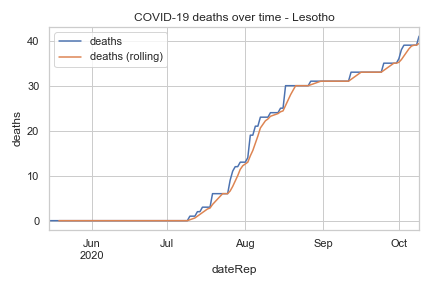 COVID-19 deaths over time - Lesotho
deaths
deaths (rolling)
40
30
20
10
0
deaths
Jun Jul Aug Sep Oct
2020
dateRep